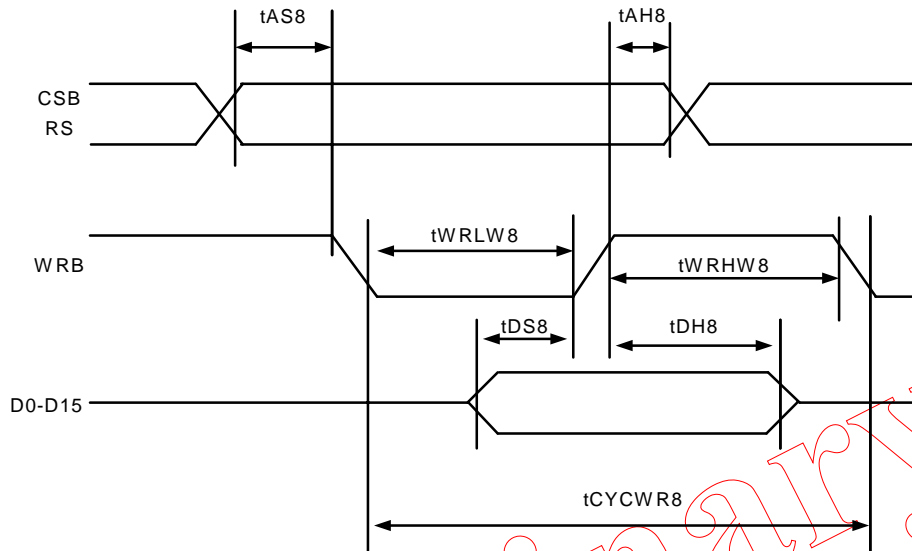 tAS8
tAH8
CSB
RS
tWRLW8
WRB
tWRHW8
tDS8
tDH8
D0-D15
tCYCWR8